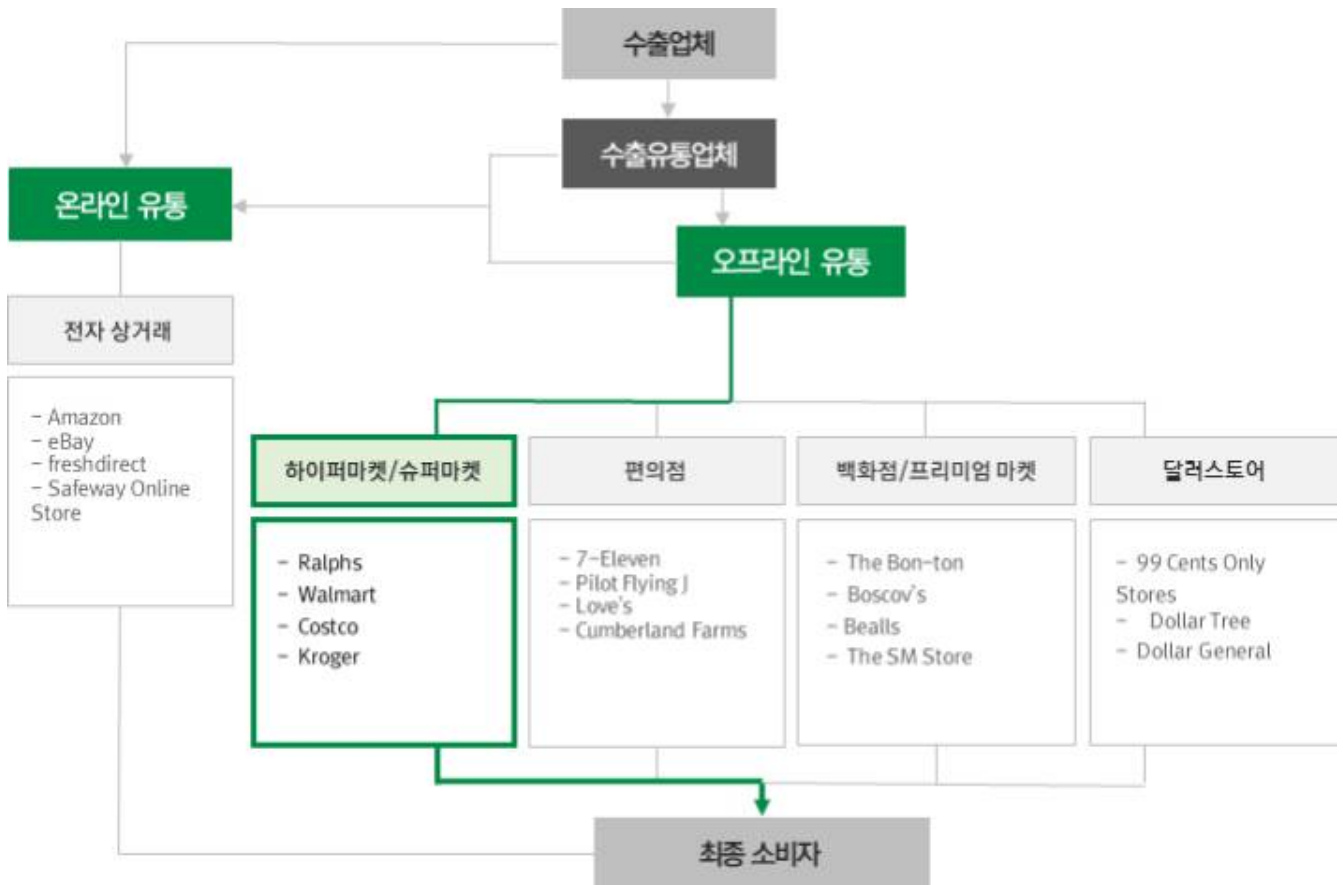 수출업체
수출유통업체
온라인 유통
오프라인 유통
전자 상거래
- Amazon
- eBay
- freshdirect
- Safeway Online
Store
하이퍼마켓/슈퍼마켓
- Ralphs
- Walmart
- Costco
- Kroger
편의점
- 7-Eleven
- Pilot Flying J
- Love's
- Cumberland Farms
백화점/프리미엄 마켓
- The Bon-ton
- Boscov's
- Bealls
- The SM Store
달러스토어
- 99 Cents Only
Stores
- Dollar Tree
- Dollar General
최종 소비자